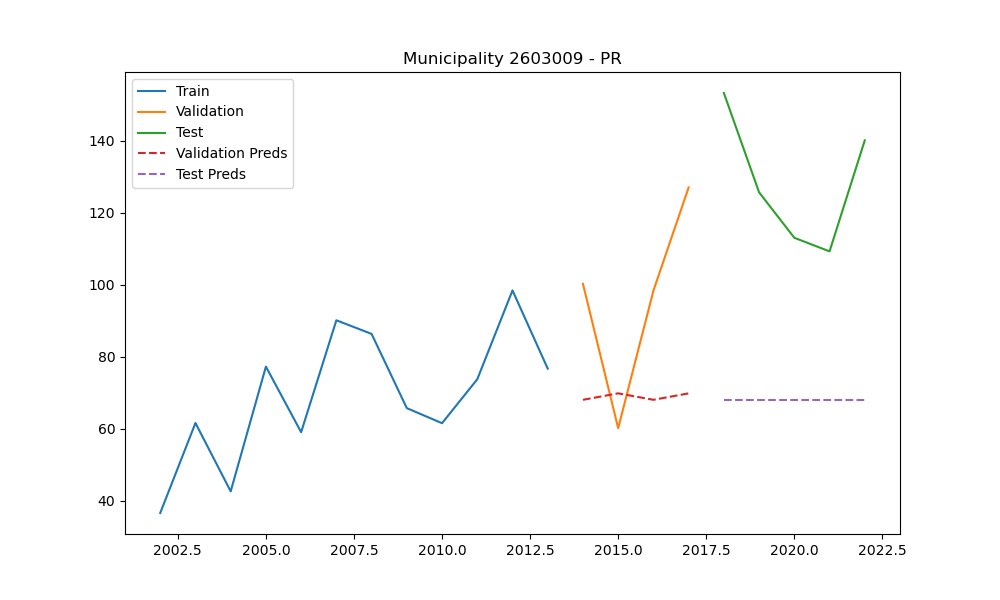 Municipality 2603009 - PR
Train
Validation
Test
Validation Preds
Test Preds
140
120
100
80
60
40
2002.5 2005.0 2007.5 2010.0 2012.5 2015.0 2017.5 2020.0 2022.5